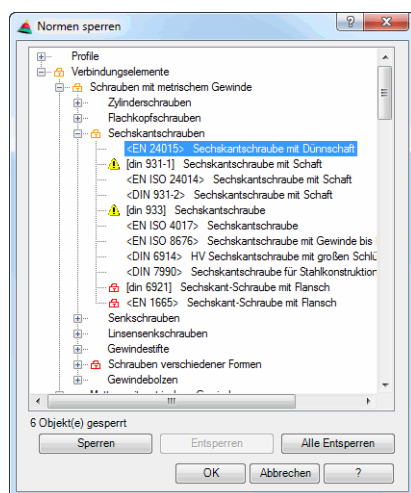 Normen sperren
Profile
Verbindungselemente
Schrauben mit metrischem Gewinde
Zylinderschrauben
Flachkopfschrauben
Sechskantschrauben
<EN 24015> Sechskantschraube mit Dünnschaft
[din 931-1] Sechskantschraube mit Schaft
<EN ISO 24014> Sechskantschraube mit Schaft
<DIN 931-2> Sechskantschraube mit Schaft
[din 933] Sechskantschraube
<EN ISO 4017> Sechskantschraube
<EN ISO 8676> Sechskantschraube mit Gewinde bis
<DIN 6914> HV Sechskantschraube mit großen Schlü
<DIN 7990> Sechskantschraube für Stahlkonstruktion
[din 6921] Sechskant-Schraube mit Flansch
<EN 1665> Sechskant-Schraube mit Flansch
Senkschrauben
Linsensenkschrauben
Gewindestifte
Schrauben verschiedener Formen
Gewindebolzen
6 Objekt(e) gesperrt
Sperren Entsperren Alle Entsperren
OK Abbrechen ?